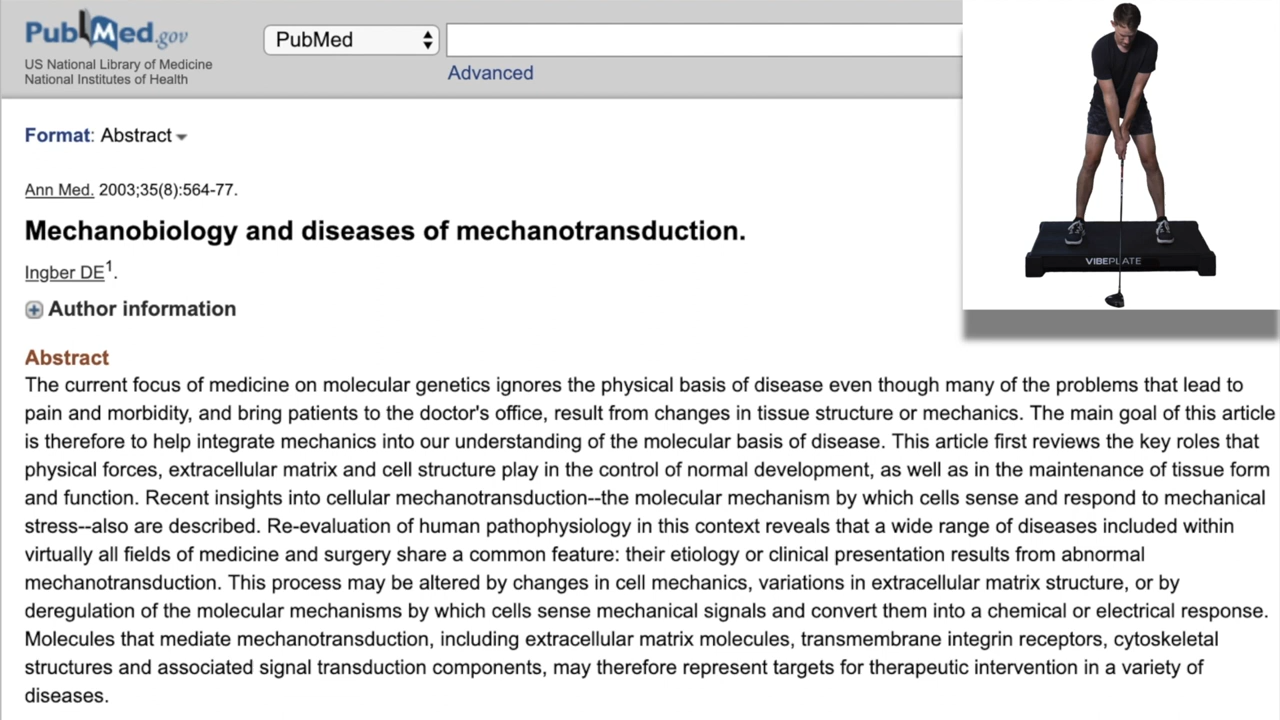 PubMed.gov
US National Library of Medicine
National Institutes of Health
PubMed
Advanced
Format: Abstract
Ann Med. 2003;35(8):564-77.
Mechanobiology and diseases of mechanotransduction.
Ingber DE1.
Author information
Abstract
The current focus of medicine on molecular genetics ignores the physical basis of disease even though many of the problems that lead to
pain and morbidity, and bring patients to the doctor's office, result from changes in tissue structure or mechanics. The main goal of this article
is therefore to help integrate mechanics into our understanding of the molecular basis of disease. This article first reviews the key roles that
physical forces, extracellular matrix and cell structure play in the control of normal development, as well as in the maintenance of tissue form
and function. Recent insights into cellular mechanotransduction--the molecular mechanism by which cells sense and respond to mechanical
stress--also are described. Re-evaluation of human pathophysiology in this context reveals that a wide range of diseases included within
virtually all fields of medicine and surgery share a common feature: their etiology or clinical presentation results from abnormal
mechanotransduction. This process may be altered by changes in cell mechanics, variations in extracellular matrix structure, or by
deregulation of the molecular mechanisms by which cells sense mechanical signals and convert them into a chemical or electrical response.
Molecules that mediate mechanotransduction, including extracellular matrix molecules, transmembrane integrin receptors, cytoskeletal
structures and associated signal transduction components, may therefore represent targets for therapeutic intervention in a variety of
diseases.
VIBEPLATE